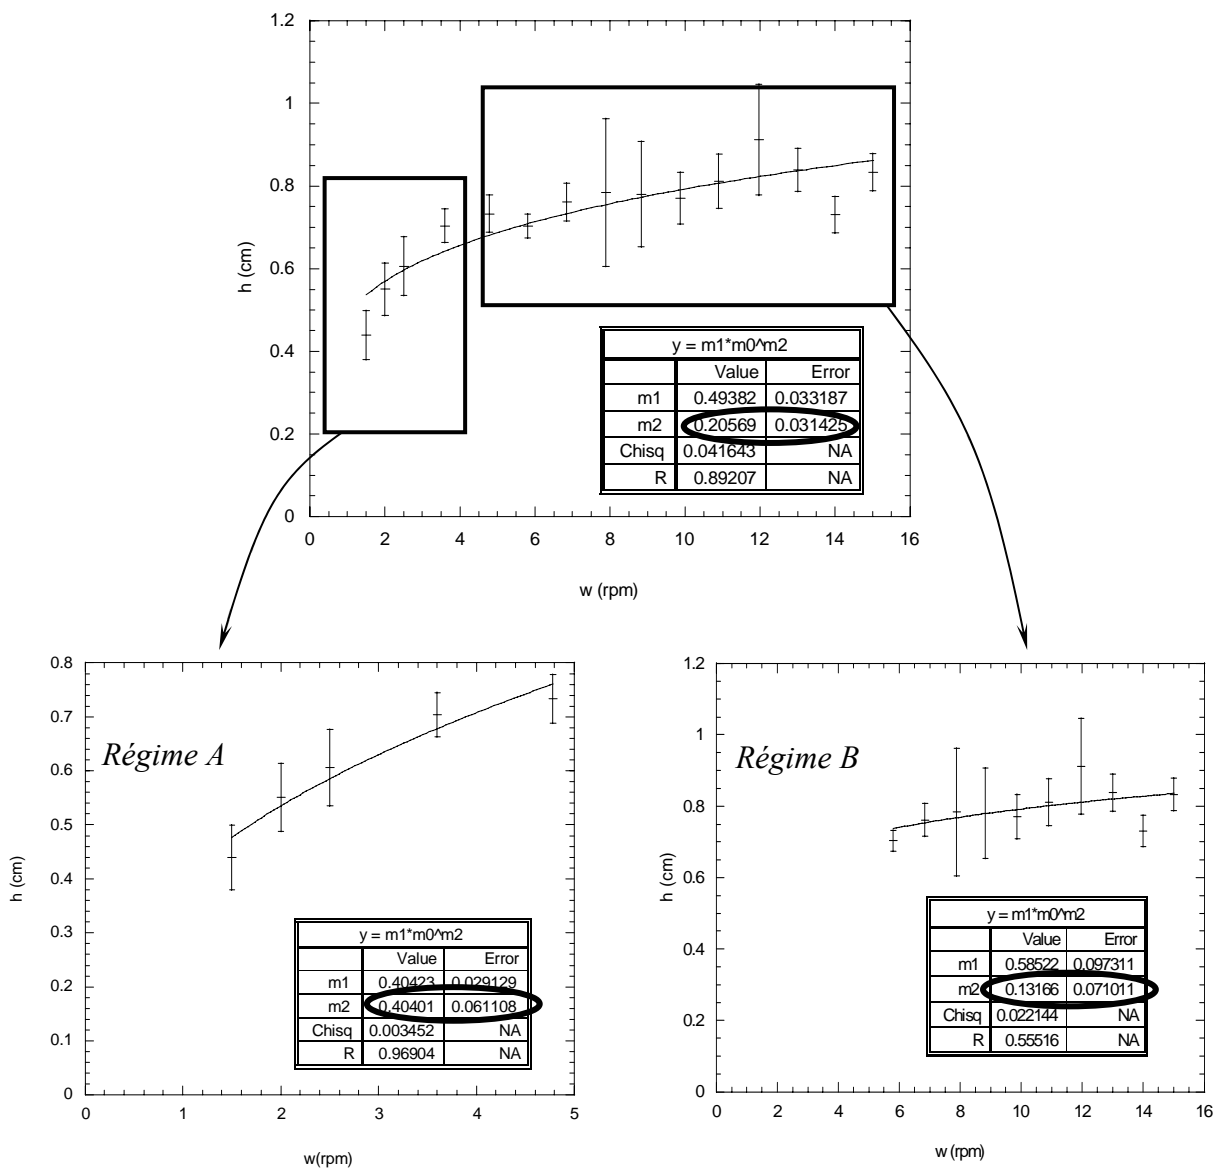 1.2
1
0.8
0.6
0.4
0.2
0
h (cm)
0 2 4 6 8 10 12 14 16
w (rpm)
y = m1*m0^m2
Value Error
m1 0.49382 0.033187
m2 0.20569 0.031425
Chisq 0.041643 NA
R 0.89207 NA
0.8
0.7
0.6
0.5
0.4
0.3
0.2
0.1
0
h (cm)
Régime A
y = m1*m0^m2
Value Error
m1 0.40423 0.029129
m2 0.40401 0.061108
Chisq 0.003452 NA
R 0.96904 NA
0 1 2 3 4 5
w(rpm)
1.2
1
0.8
0.6
0.4
0.2
0
h (cm)
Régime B
y = m1*m0^m2
Value Error
m1 0.58522 0.097311
m2 0.13166 0.071011
Chisq 0.022144 NA
R 0.55516 NA
0 2 4 6 8 10 12 14 16
w (rpm)